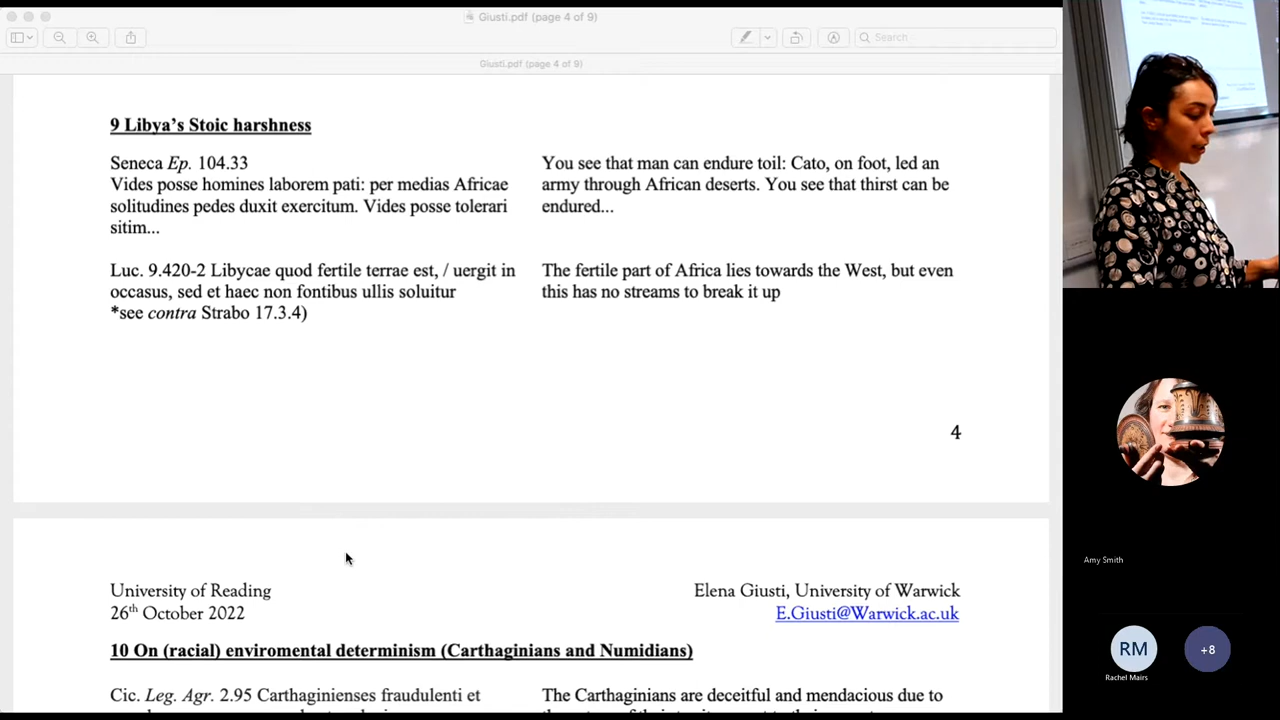 Giusti.pdf (page 4 of 9)
Search
Giusti.pdf (page 4 of 9)
9 Libya's Stoic harshness
Seneca Ep. 104.33
Vides posse homines laborem pati: per medias Africae
solitudines pedes duxit exercitum. Vides posse tolerari
sitim...
You see that man can endure toil: Cato, on foot, led an
army through African deserts. You see that thirst can be
endured...
Luc. 9.420-2 Libycae quod fertile terrae est, / uergit in
occasus, sed et haec non fontibus ullis soluitur
*see contra Strabo 17.3.4)
The fertile part of Africa lies towards the West, but even
this has no streams to break it up
4
University of Reading
26th October 2022
Elena Giusti, University of Warwick
E.Giusti@Warwick.ac.uk
10 On (racial) enviromental determinism (Carthaginians and Numidians)
Cic. Leg. Agr. 2.95 Carthaginienses fraudulenti et
The Carthaginians are deceitful and mendacious due to
Amy Smith
RM
Rachel Mairs
+8